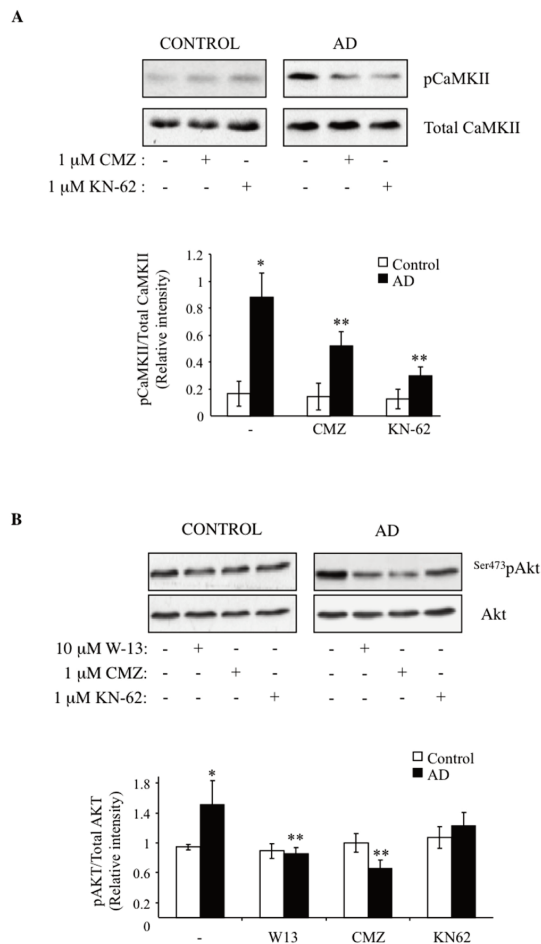 A
CONTROL AD
pCaMKII
Total CaMKII
1 µM CMZ : - + - - + -
1 µM KN-62 : - - + - - +
pCaMKII/Total CaMKII
(Relative intensity)
1.2
1
0.8
0.6
0.4
0.2
0
*
**
**
Control
AD
- CMZ KN-62
B
CONTROL AD
Ser473pAkt
Akt
10 µM W-13: - + - - - + - -
1 µM CMZ: - - + - - - + -
1 µM KN-62: - - - + - - - +
pAKT/Total AKT
(Relative intensity)
1.8
1.4
1
0.6
0.2
0
*
**
**
Control
AD
- W13 CMZ KN62